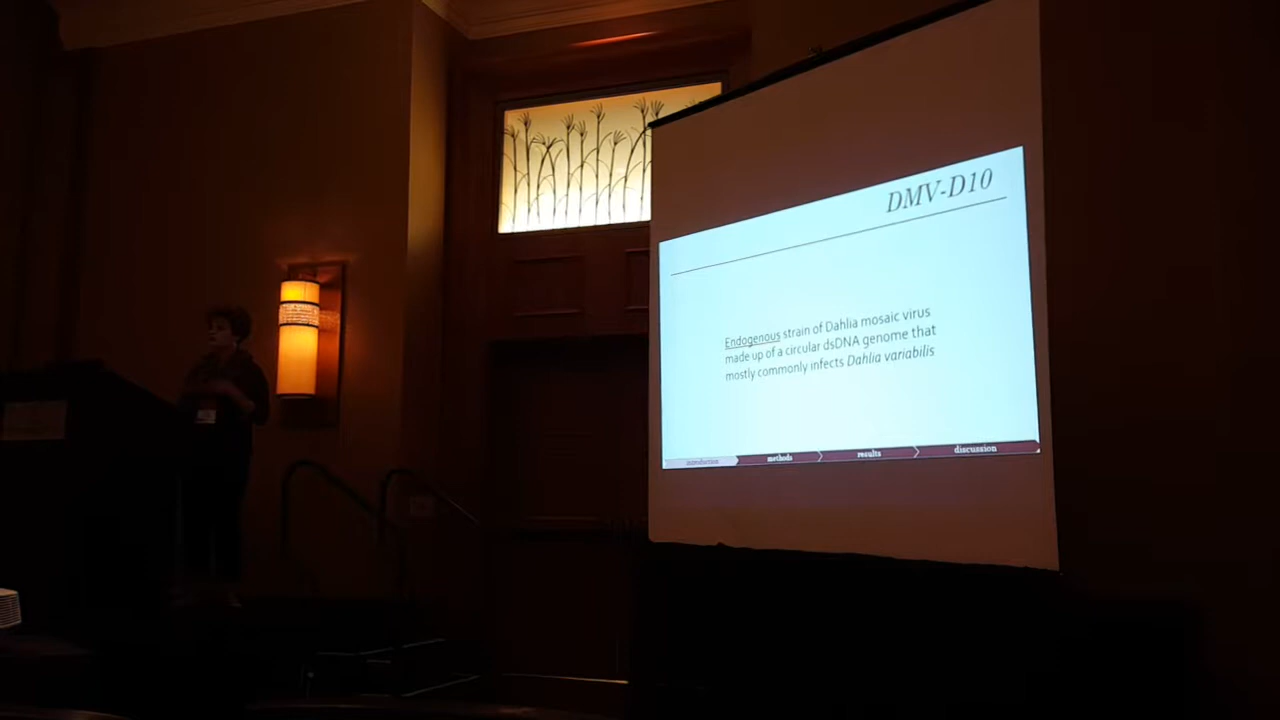 DMV-D10
Endogenous strain of Dahlia mosaic virus
made up of a circular dsDNA genome that
mostly commonly infects Dahlia variabilis
introduction methods results discussion